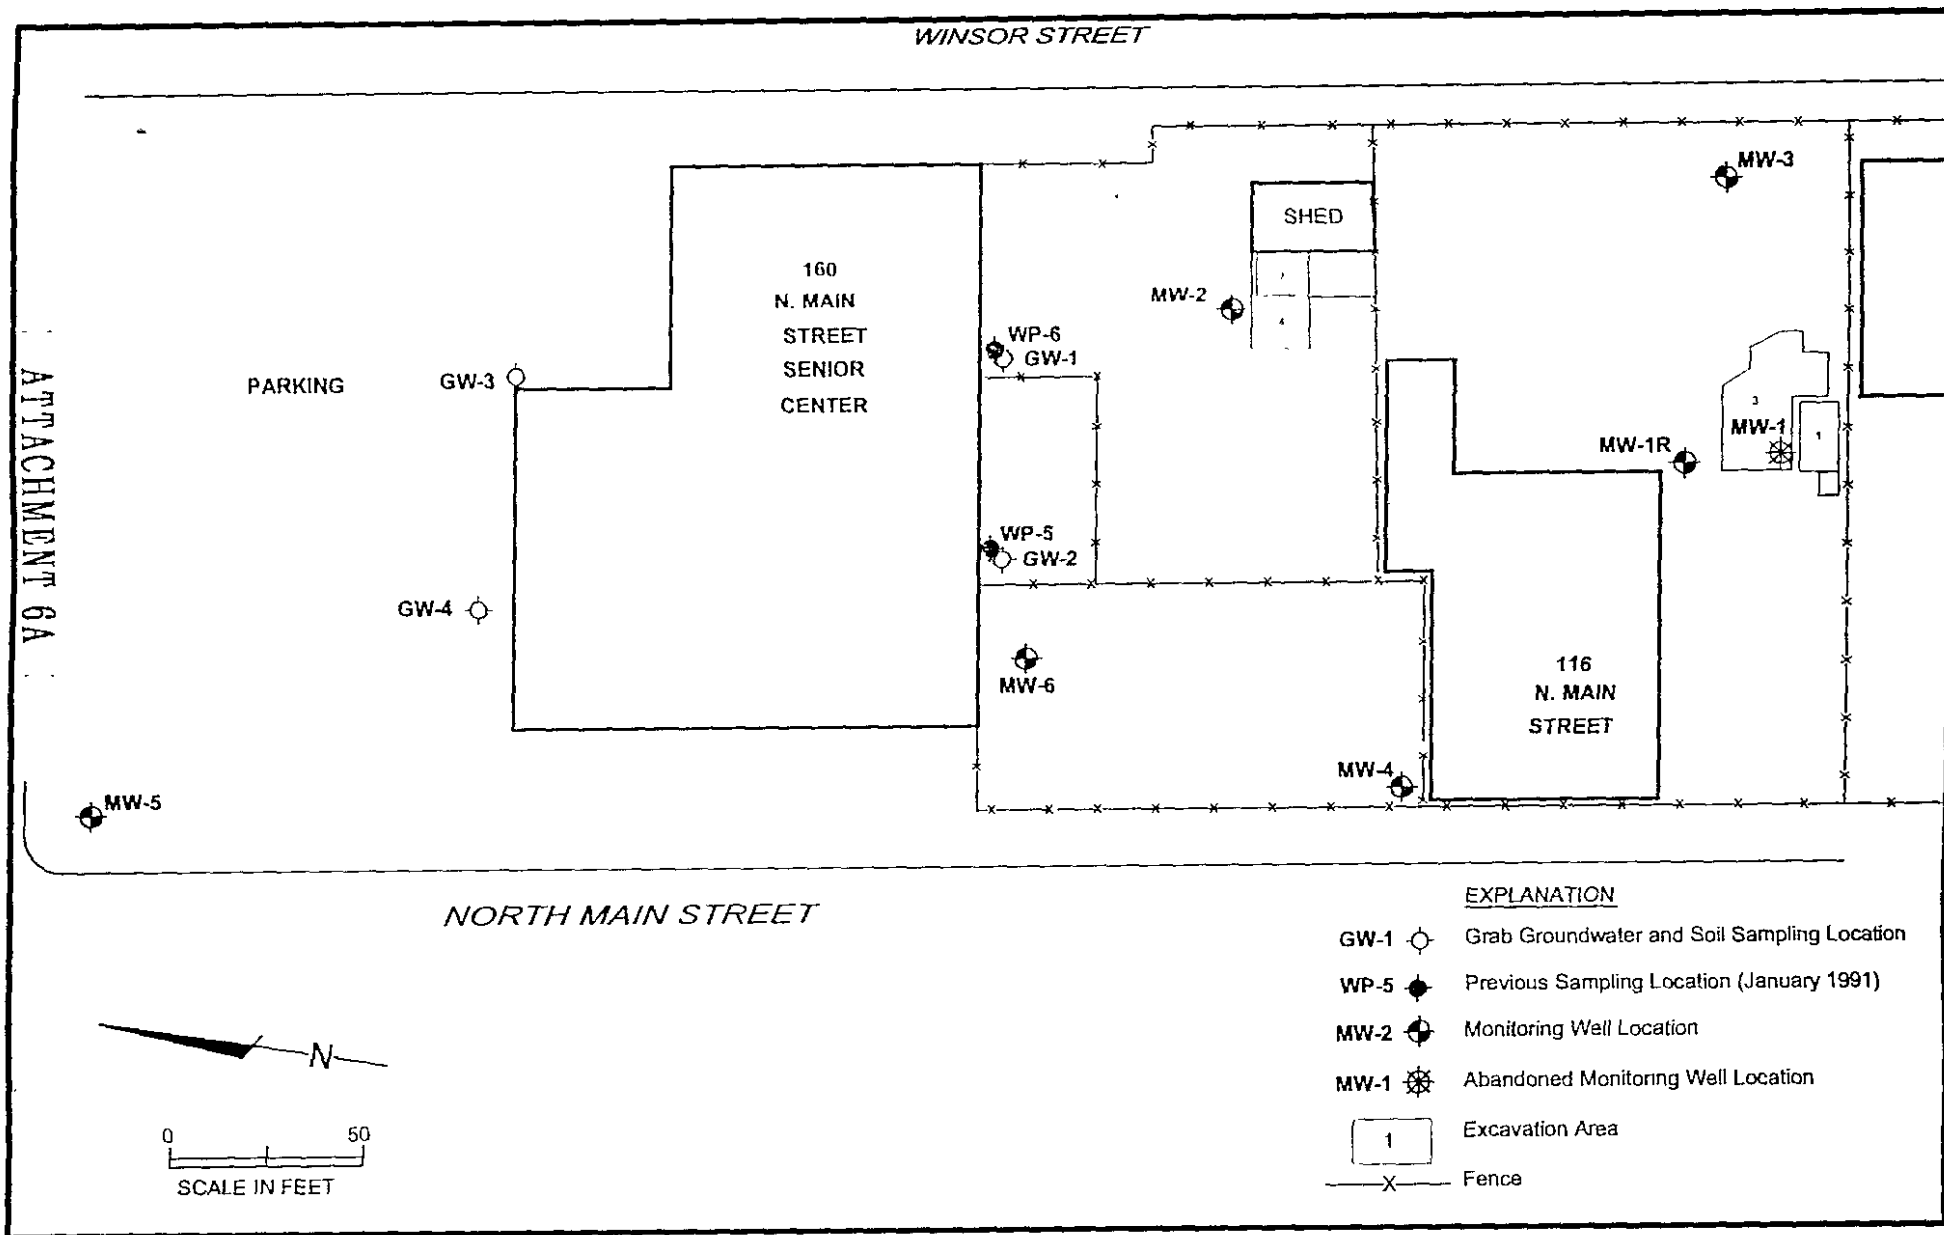 WINSOR STREET
MW-3
SHED
160
N. MAIN
STREET
SENIOR
CENTER
MW-2
4
WP-6
GW-1
PARKING
GW-3
3
MW-1
1
MW-1R
ATTACHMENT 6A
WP-5
GW-2
GW-4
MW-6
116
N. MAIN
STREET
MW-4
MW-5
NORTH MAIN STREET
EXPLANATION
GW-1 Grab Groundwater and Soil Sampling Location
WP-5 Previous Sampling Location (January 1991)
MW-2 Monitoring Well Location
MW-1 Abandoned Monitoring Well Location
1 Excavation Area
X Fence
N
0 50
SCALE IN FEET